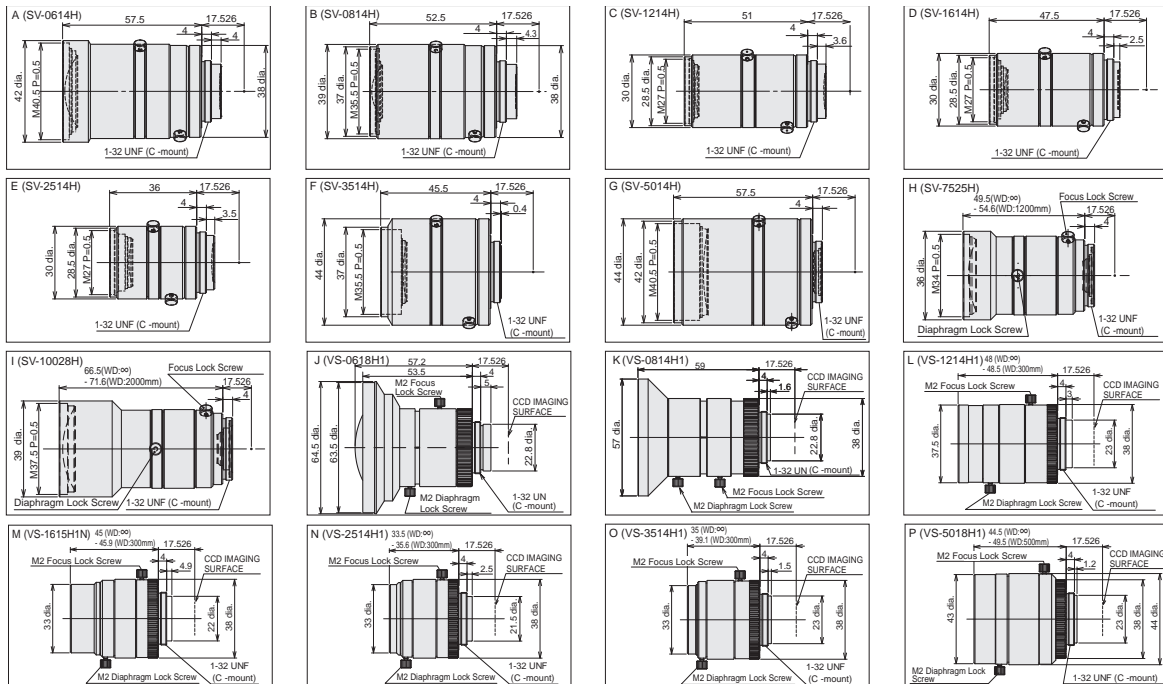 A (SV-0614H)
57.5
17.526
4
4
42 dia.
M40.5 P=0.5
38 dia.
1-32 UNF (C -mount)
B (SV-0814H)
52.5
17.526
4
4.3
39 dia.
37 dia.
M35.5 P=0.5
38 dia.
1-32 UNF (C -mount)
C (SV-1214H)
51
17.526
4
3.6
30 dia.
28.5 dia.
M27 P=0.5
1-32 UNF (C -mount)
D (SV-1614H)
47.5
17.526
4
2.5
30 dia.
28.5 dia.
M27 P=0.5
1-32 UNF (C -mount)
E (SV-2514H)
36
17.526
4
3.5
30 dia.
28.5 dia.
M27 P=0.5
1-32 UNF (C -mount)
F (SV-3514H)
45.5
17.526
4
0.4
44 dia.
37 dia.
M35.5 P=0.5
1-32 UNF
(C -mount)
G (SV-5014H)
57.5
17.526
4
44 dia.
42 dia.
M40.5 P=0.5
1-32 UNF
(C -mount)
H (SV-7525H)
49.5(WD:∞)
- 54.6(WD:1200mm)
Focus Lock Screw
17.526
4
36 dia.
M34 P=0.5
Diaphragm Lock Screw
1-32 UNF
(C -mount)
I (SV-10028H)
66.5(WD:∞)
- 71.6(WD:2000mm)
Focus Lock Screw
17.526
4
39 dia.
M37.5 P=0.5
Diaphragm Lock Screw
1-32 UNF (C -mount)
J (VS-0618H1)
57.2
17.526
53.5
4
5
M2 Focus
Lock Screw
CCD IMAGING
SURFACE
64.5 dia.
63.5 dia.
22.8 dia.
M2 Diaphragm
Lock Screw
1-32 UN
(C -mount)
K (VS-0814H1)
59
17.526
4
1.6
CCD IMAGING
SURFACE
57 dia.
22.8 dia.
38 dia.
1-32 UN (C -mount)
M2 Focus Lock Screw
M2 Diaphragm Lock Screw
L (VS-1214H1) 48 (WD:∞)
- 48.5 (WD:300mm)
17.526
M2 Focus Lock Screw
4
3
CCD IMAGING
SURFACE
37.5 dia.
23 dia.
38 dia.
1-32 UNF
(C -mount)
M2 Diaphragm Lock Screw
M (VS-1615H1N) 45 (WD:∞)
- 45.9 (WD:300mm)
17.526
M2 Focus Lock Screw
4
4.9
CCD IMAGING
SURFACE
33 dia.
22 dia.
38 dia.
1-32 UNF
(C -mount)
M2 Diaphragm Lock Screw
N (VS-2514H1) 33.5 (WD:∞)
- 35.6 (WD:300mm)
17.526
M2 Focus Lock Screw
4
2.5
CCD IMAGING
SURFACE
33 dia.
21.5 dia.
38 dia.
1-32 UNF
(C -mount)
M2 Diaphragm Lock Screw
O (VS-3514H1) 35 (WD:∞)
- 39.1 (WD:300mm)
17.526
M2 Focus Lock Screw
4
1.5
CCD IMAGING
SURFACE
33 dia.
23 dia.
38 dia.
1-32 UNF
(C -mount)
M2 Diaphragm Lock Screw
P (VS-5018H1) 44.5 (WD:∞)
- 49.5 (WD:500mm)
17.526
M2 Focus Lock Screw
4
1.2
CCD IMAGING
SURFACE
43 dia.
23 dia.
38 dia.
44 dia.
M2 Diaphragm Lock
Screw
1-32 UNF (C -mount)